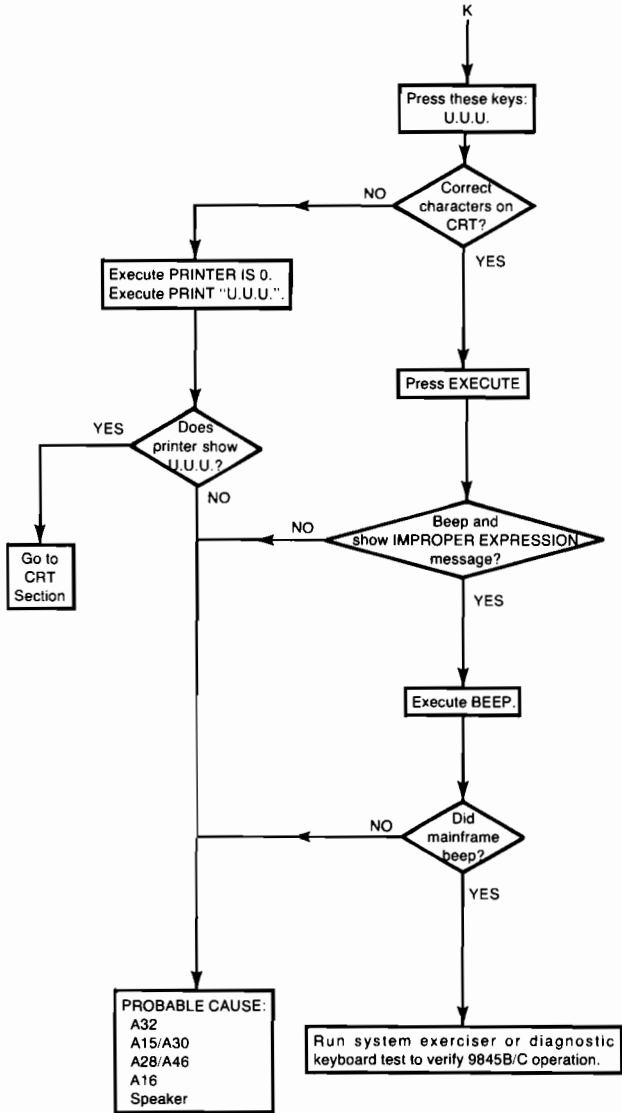 K
Press these keys:
U.U.U.
NO
Correct
characters on
CRT?
YES
Execute PRINTER IS 0.
Execute PRINT "U.U.U.".
Press EXECUTE
YES
Does
printer show
U.U.U.?
NO
Go to
CRT
Section
NO
Beep and
show IMPROPER EXPRESSION
message?
YES
Execute BEEP.
NO
Did
mainframe
beep?
YES
PROBABLE CAUSE:
A32
A15/A30
A28/A46
A16
Speaker
Run system exerciser or diagnostic
keyboard test to verify 9845B/C operation.